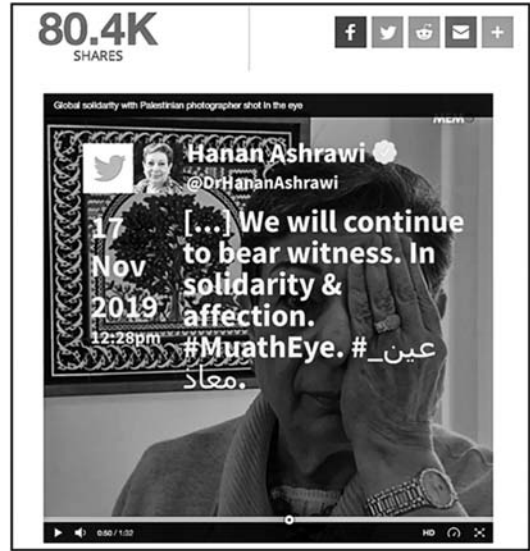 80.4K
SHARES
f
+
Global solidarity with Palestinian photographer shot in the eye
MEMO
Hanan Ashrawi
@DrHananAshrawi
17
Nov
2019
12:28pm
[...] We will continue
to bear witness. In
solidarity &
affection.
#MuathEye. #عين_
معاذ.
0:50 / 1:32
HD